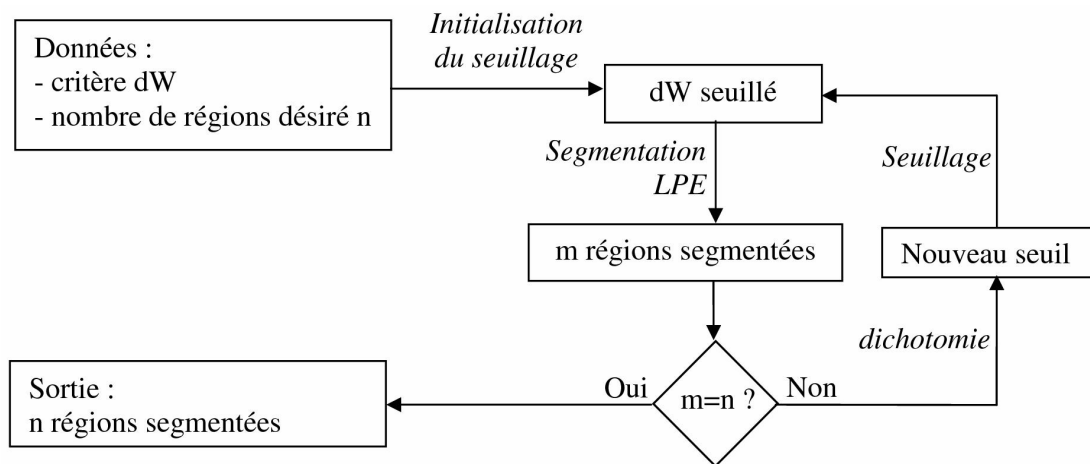 Données :
- critère dW
- nombre de régions désiré n
Initialisation
du seuillage
dW seuillé
Segmentation
LPE
Seuillage
m régions segmentées
Nouveau seuil
dichotomie
m=n ?
Oui
Non
Sortie :
n régions segmentées